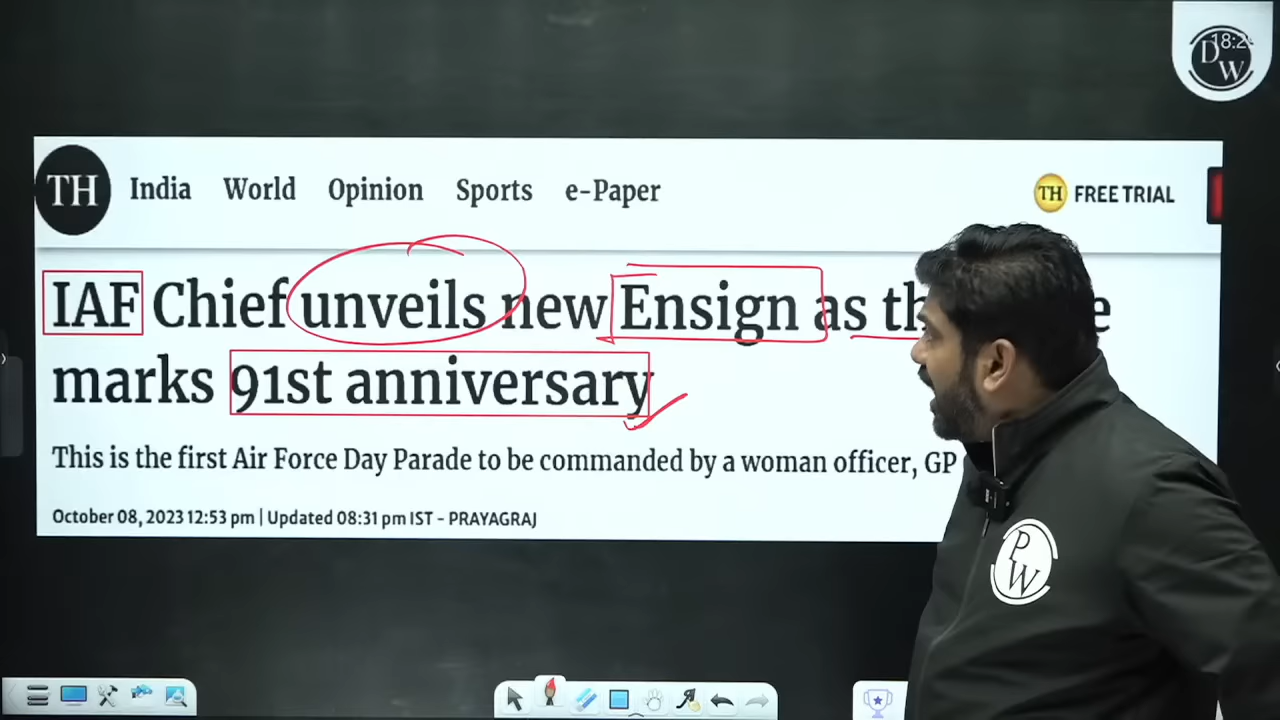 18:2
TH India World Opinion Sports e-Paper TH FREE TRIAL
IAF Chief unveils new Ensign as th e
marks 91st anniversary
This is the first Air Force Day Parade to be commanded by a woman officer, GP
October 08, 2023 12:53 pm | Updated 08:31 pm IST - PRAYAGRAJ
P
W